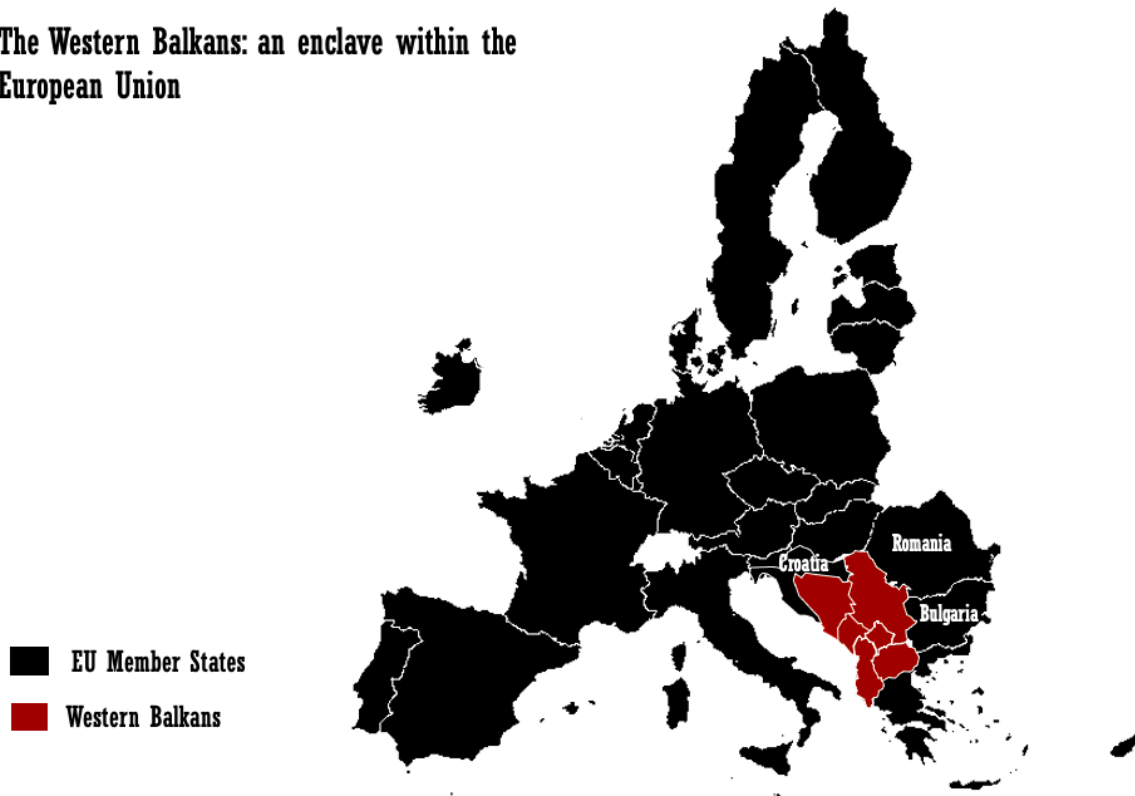 The Western Balkans: an enclave within the
European Union
Romania
Croatia
Bulgaria
EU Member States
Western Balkans